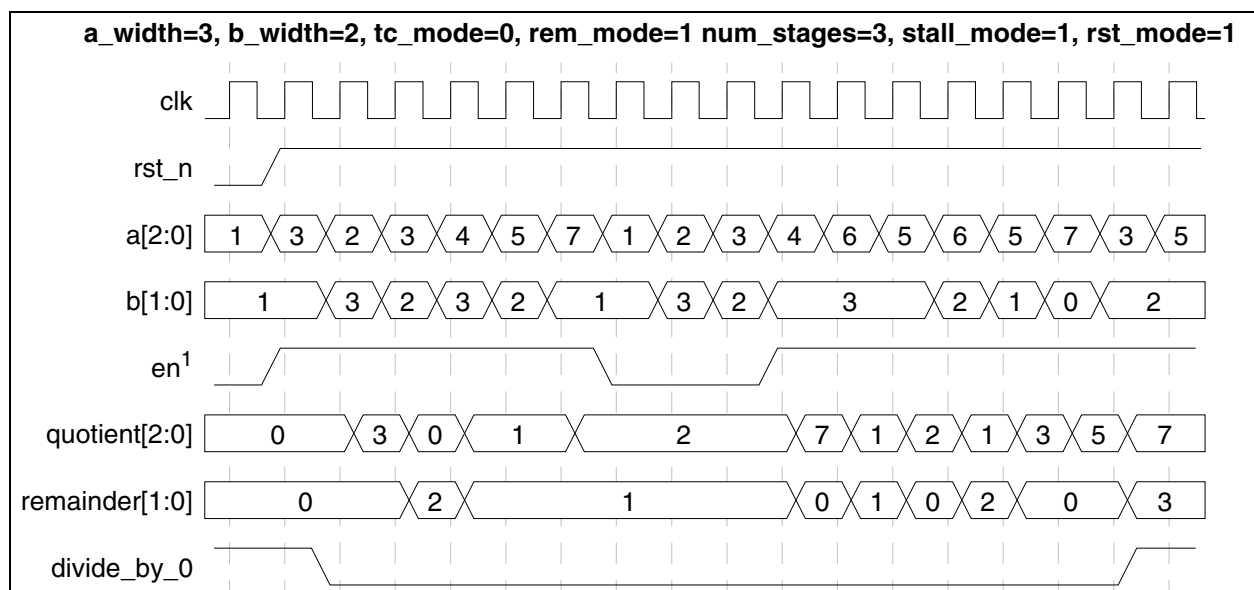 a_width=3, b_width=2, tc_mode=0, rem_mode=1 num_stages=3, stall_mode=1, rst_mode=1
clk
rst_n
a[2:0] 1 3 2 3 4 5 7 1 2 3 4 6 5 6 5 7 3 5
b[1:0] 1 3 2 3 2 1 3 2 3 2 1 0 2
en¹
quotient[2:0] 0 3 0 1 2 7 1 2 1 3 5 7
remainder[1:0] 0 2 1 0 1 0 2 0 3
divide_by_0